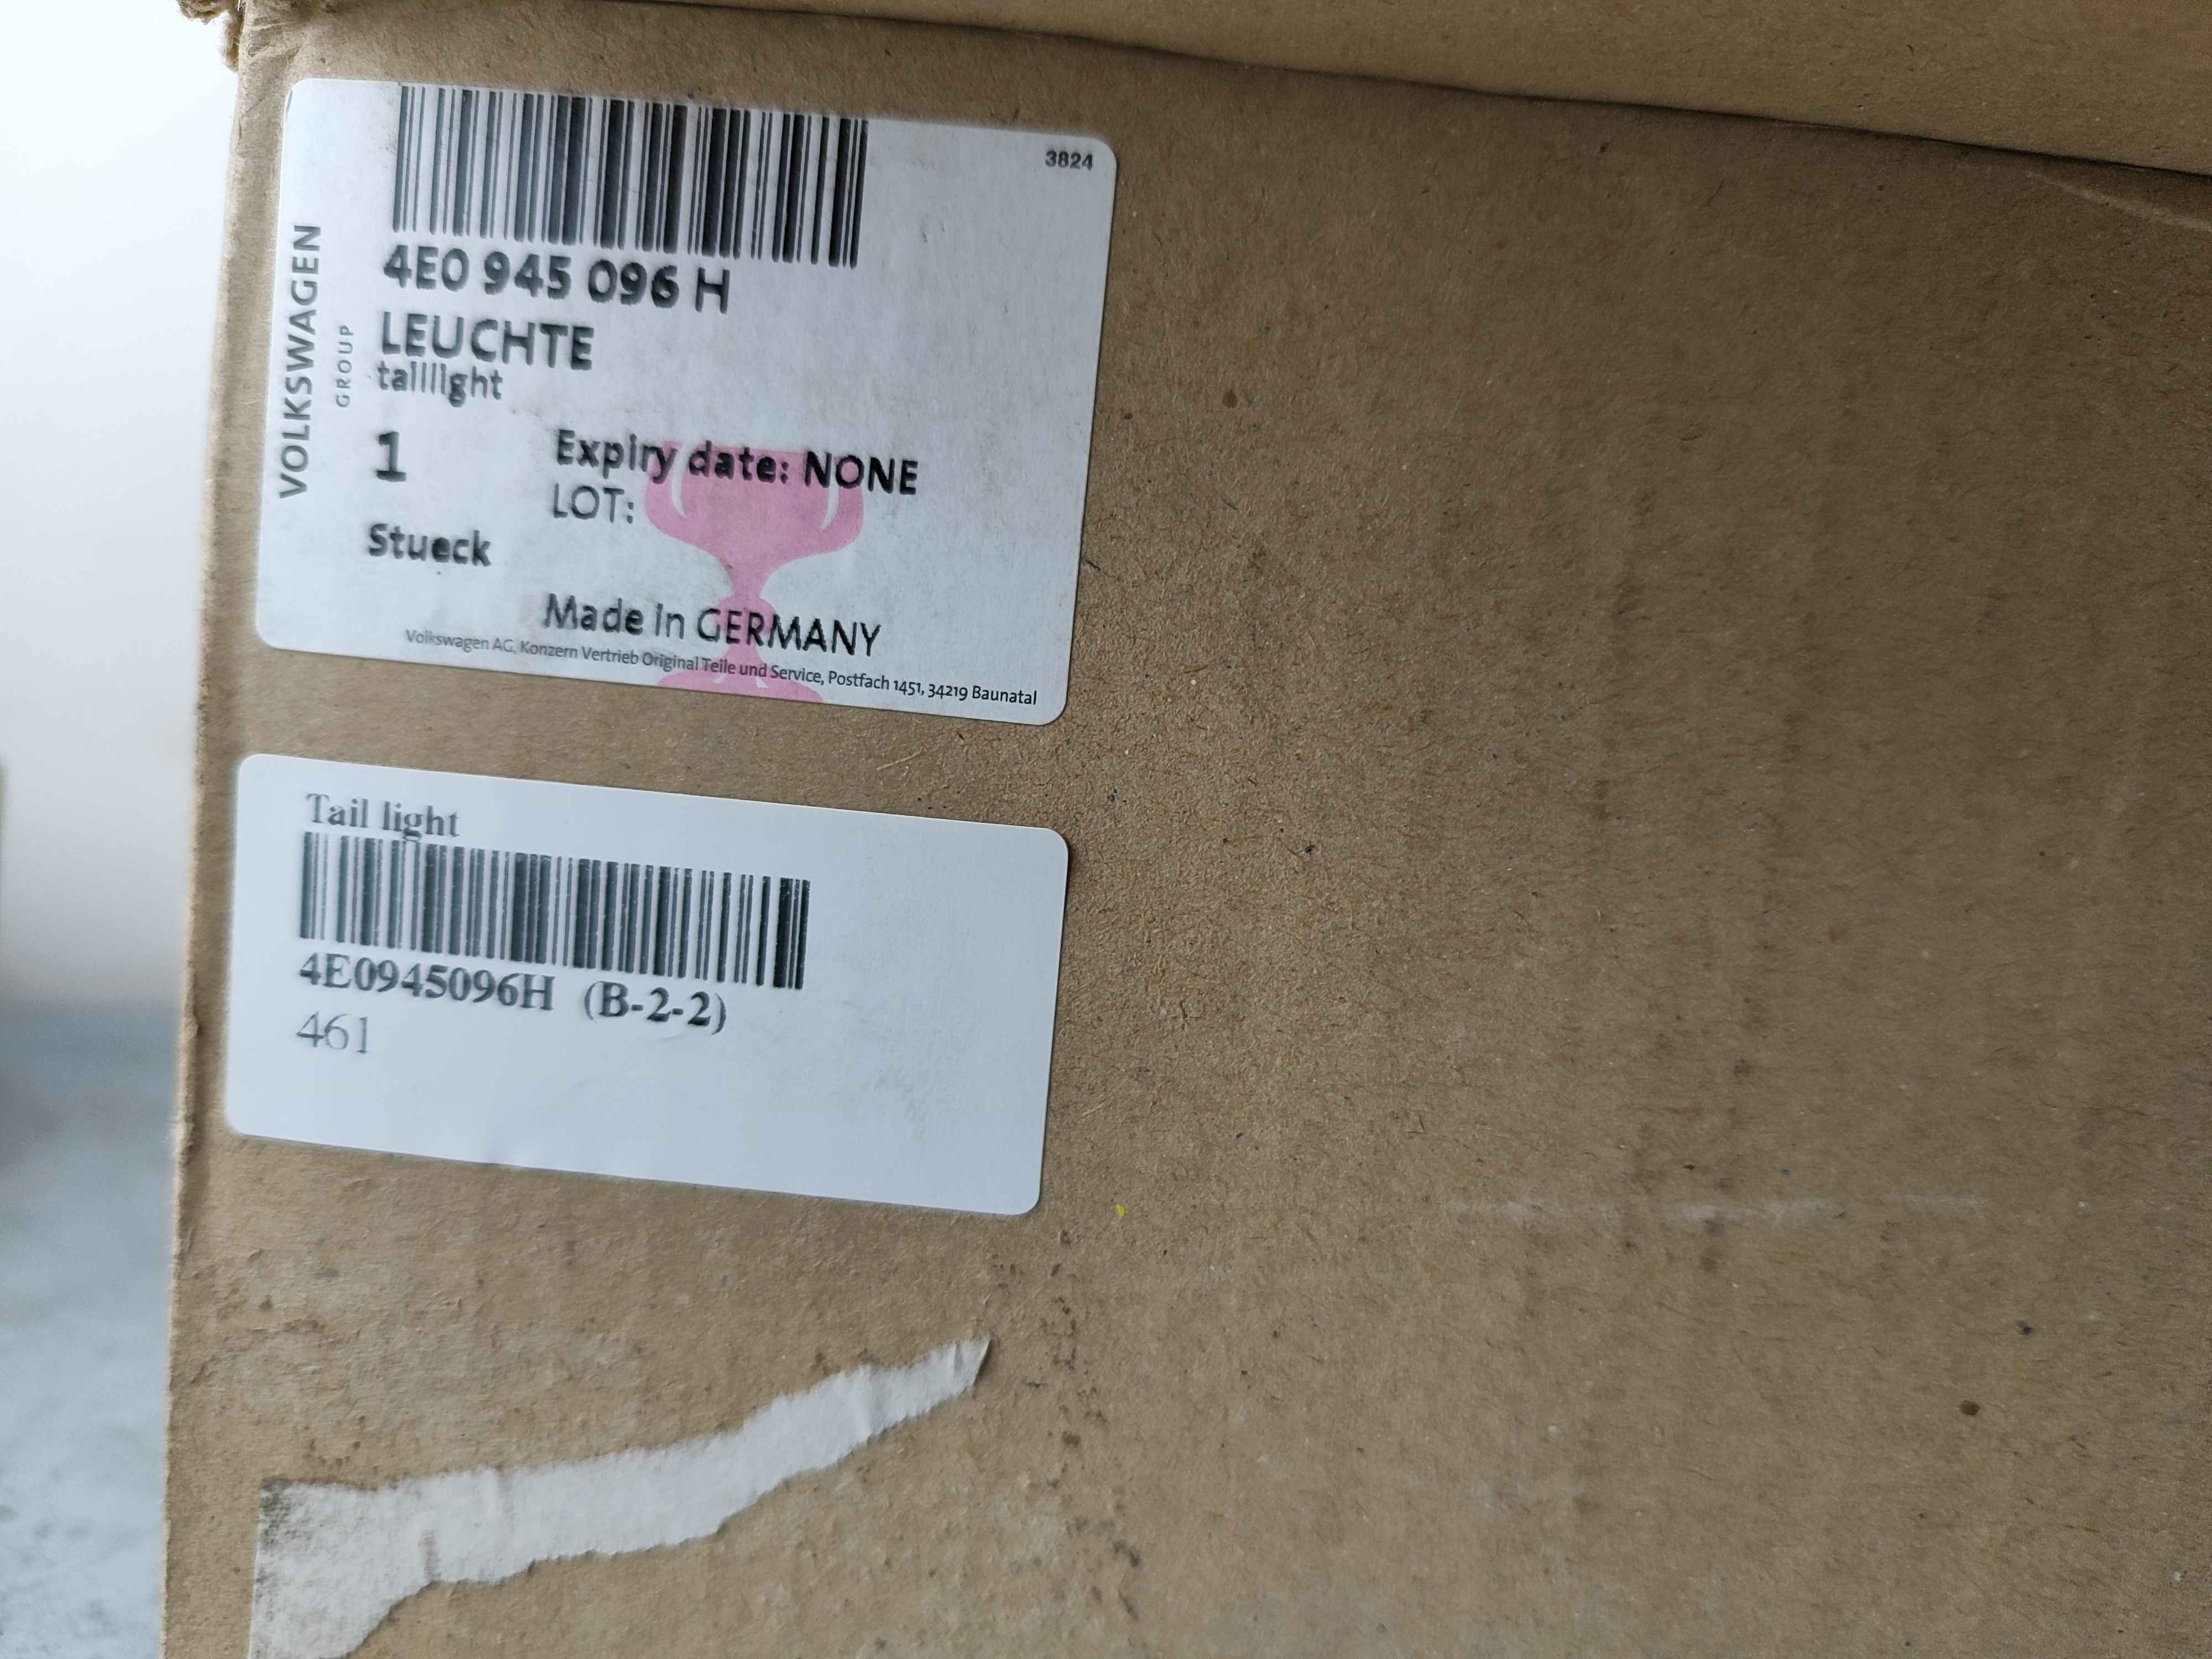 3824
VOLKSWAGEN
GROUP
4E0 945 096 H
LEUCHTE
taillight
1
Expiry date: NONE
LOT:
Stueck
Made in GERMANY
Volkswagen AG, Konzern Vertrieb Original Teile und Service, Postfach 1451, 34219 Baunatal
Tail light
4E0945096H (B-2-2)
461